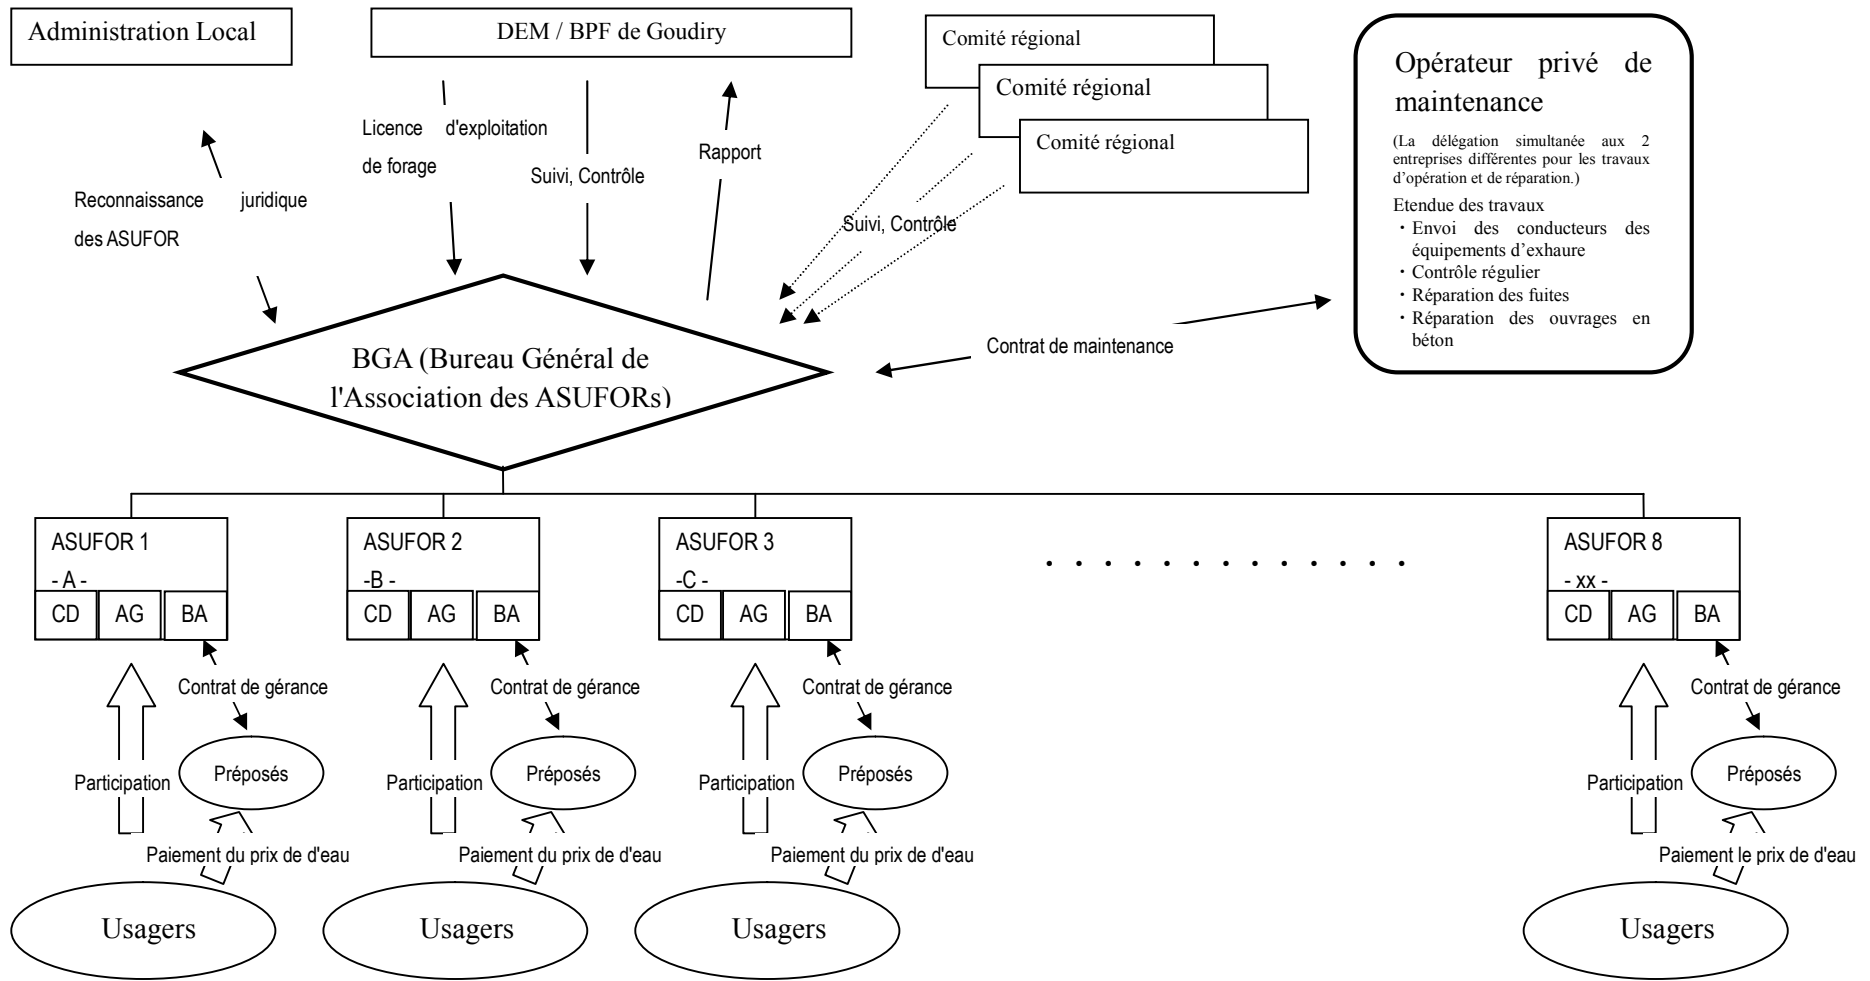 Administration Local
DEM / BPF de Goudiry
Comité régional
Comité régional
Comité régional
Opérateur privé de
maintenance
(La délégation simultanée aux 2
entreprises différentes pour les travaux
d'opération et de réparation.)
Etendue des travaux
・Envoi des conducteurs des
équipements d'exhaure
・Contrôle régulier
・Réparation des fuites
・Réparation des ouvrages en
béton
Reconnaissance juridique
des ASUFOR
Licence d'exploitation
de forage
Suivi, Contrôle
Rapport
Suivi, Contrôle
Contrat de maintenance
BGA (Bureau Général de
l'Association des ASUFORs)
ASUFOR 1
- A -
CD AG BA
ASUFOR 2
-B -
CD AG BA
ASUFOR 3
-C -
CD AG BA
. . . . . . . . . . . . .
ASUFOR 8
- xx -
CD AG BA
Contrat de gérance
Contrat de gérance
Contrat de gérance
Contrat de gérance
Participation
Préposés
Participation
Préposés
Participation
Préposés
Participation
Préposés
Paiement du prix de d'eau
Paiement du prix de d'eau
Paiement du prix de d'eau
Paiement le prix de d'eau
Usagers
Usagers
Usagers
Usagers